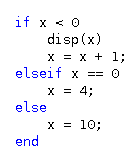 if x < 0
    disp(x)
    x = x + 1;
elseif x == 0
    x = 4;
else
    x = 10;
end